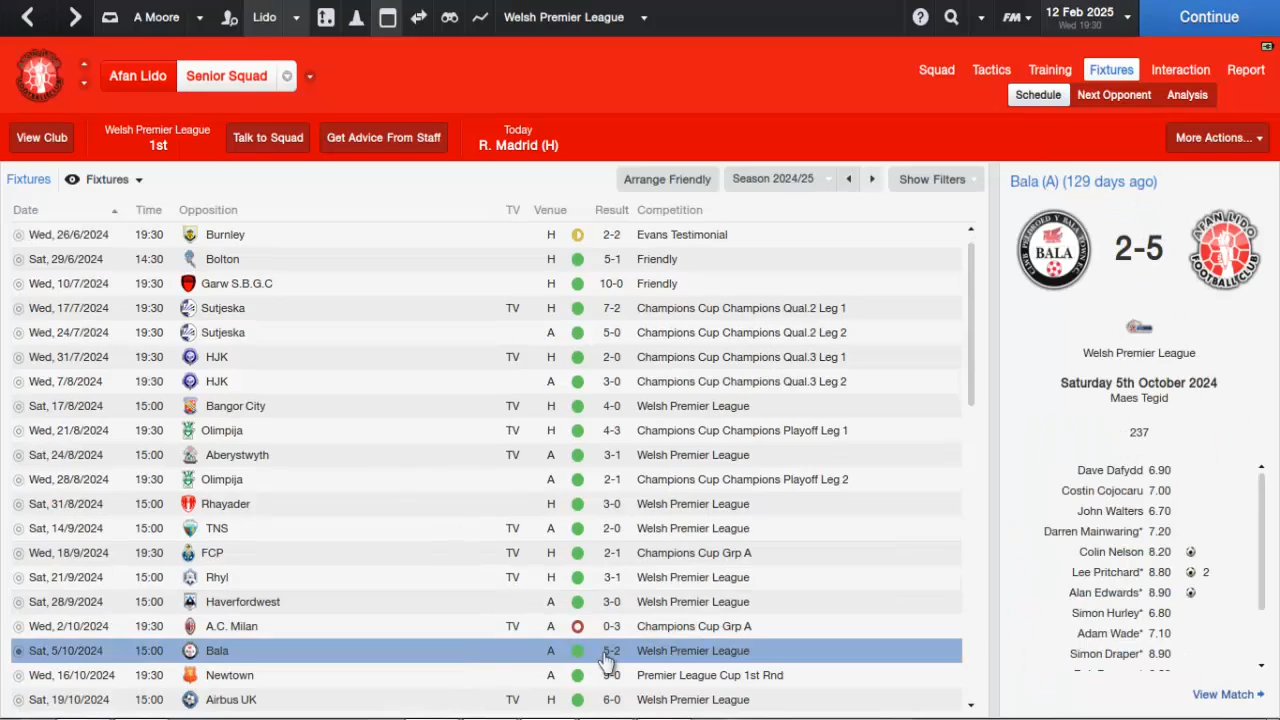 A Moore Lido Welsh Premier League FM 12 Feb 2025 Continue
Wed 19:30
Afan Lido Senior Squad Squad Tactics Training Fixtures Interaction Report
Schedule Next Opponent Analysis
View Club Welsh Premier League Talk to Squad Get Advice From Staff Today More Actions...
1st R. Madrid (H)
Fixtures Fixtures Arrange Friendly Season 2024/25 Show Filters
Date Time Opposition TV Venue Result Competition
Wed, 26/6/2024 19:30 Burnley H 2-2 Evans Testimonial
Sat, 29/6/2024 14:30 Bolton H 5-1 Friendly
Wed, 10/7/2024 19:30 Garw S.B.G.C H 10-0 Friendly
Wed, 17/7/2024 19:30 Sutjeska TV H 7-2 Champions Cup Champions Qual.2 Leg 1
Wed, 24/7/2024 19:30 Sutjeska A 5-0 Champions Cup Champions Qual.2 Leg 2
Wed, 31/7/2024 19:30 HJK TV H 2-0 Champions Cup Champions Qual.3 Leg 1
Wed, 7/8/2024 19:30 HJK A 3-0 Champions Cup Champions Qual.3 Leg 2
Sat, 17/8/2024 15:00 Bangor City TV H 4-0 Welsh Premier League
Wed, 21/8/2024 19:30 Olimpija TV H 4-3 Champions Cup Champions Playoff Leg 1
Sat, 24/8/2024 15:00 Aberystwyth TV A 3-1 Welsh Premier League
Wed, 28/8/2024 19:30 Olimpija A 2-1 Champions Cup Champions Playoff Leg 2
Sat, 31/8/2024 15:00 Rhayader H 3-0 Welsh Premier League
Sat, 14/9/2024 15:00 TNS TV A 2-0 Welsh Premier League
Wed, 18/9/2024 19:30 FCP TV H 2-1 Champions Cup Grp A
Sat, 21/9/2024 15:00 Rhyl TV H 3-1 Welsh Premier League
Sat, 28/9/2024 15:00 Haverfordwest A 3-0 Welsh Premier League
Wed, 2/10/2024 19:30 A.C. Milan TV A 0-3 Champions Cup Grp A
Sat, 5/10/2024 15:00 Bala A 5-2 Welsh Premier League
Wed, 16/10/2024 19:30 Newtown A Premier League Cup 1st Rnd
Sat, 19/10/2024 15:00 Airbus UK TV H 6-0 Welsh Premier League
Bala (A) (129 days ago)
BALA 2-5
Welsh Premier League
Saturday 5th October 2024
Maes Tegid
237
Dave Dafydd 6.90
Costin Cojocaru 7.00
John Walters 6.70
Darren Mainwaring* 7.20
Colin Nelson 8.20
Lee Pritchard* 8.80 2
Alan Edwards* 8.90
Simon Hurley* 6.80
Adam Wade* 7.10
Simon Draper* 8.90
View Match